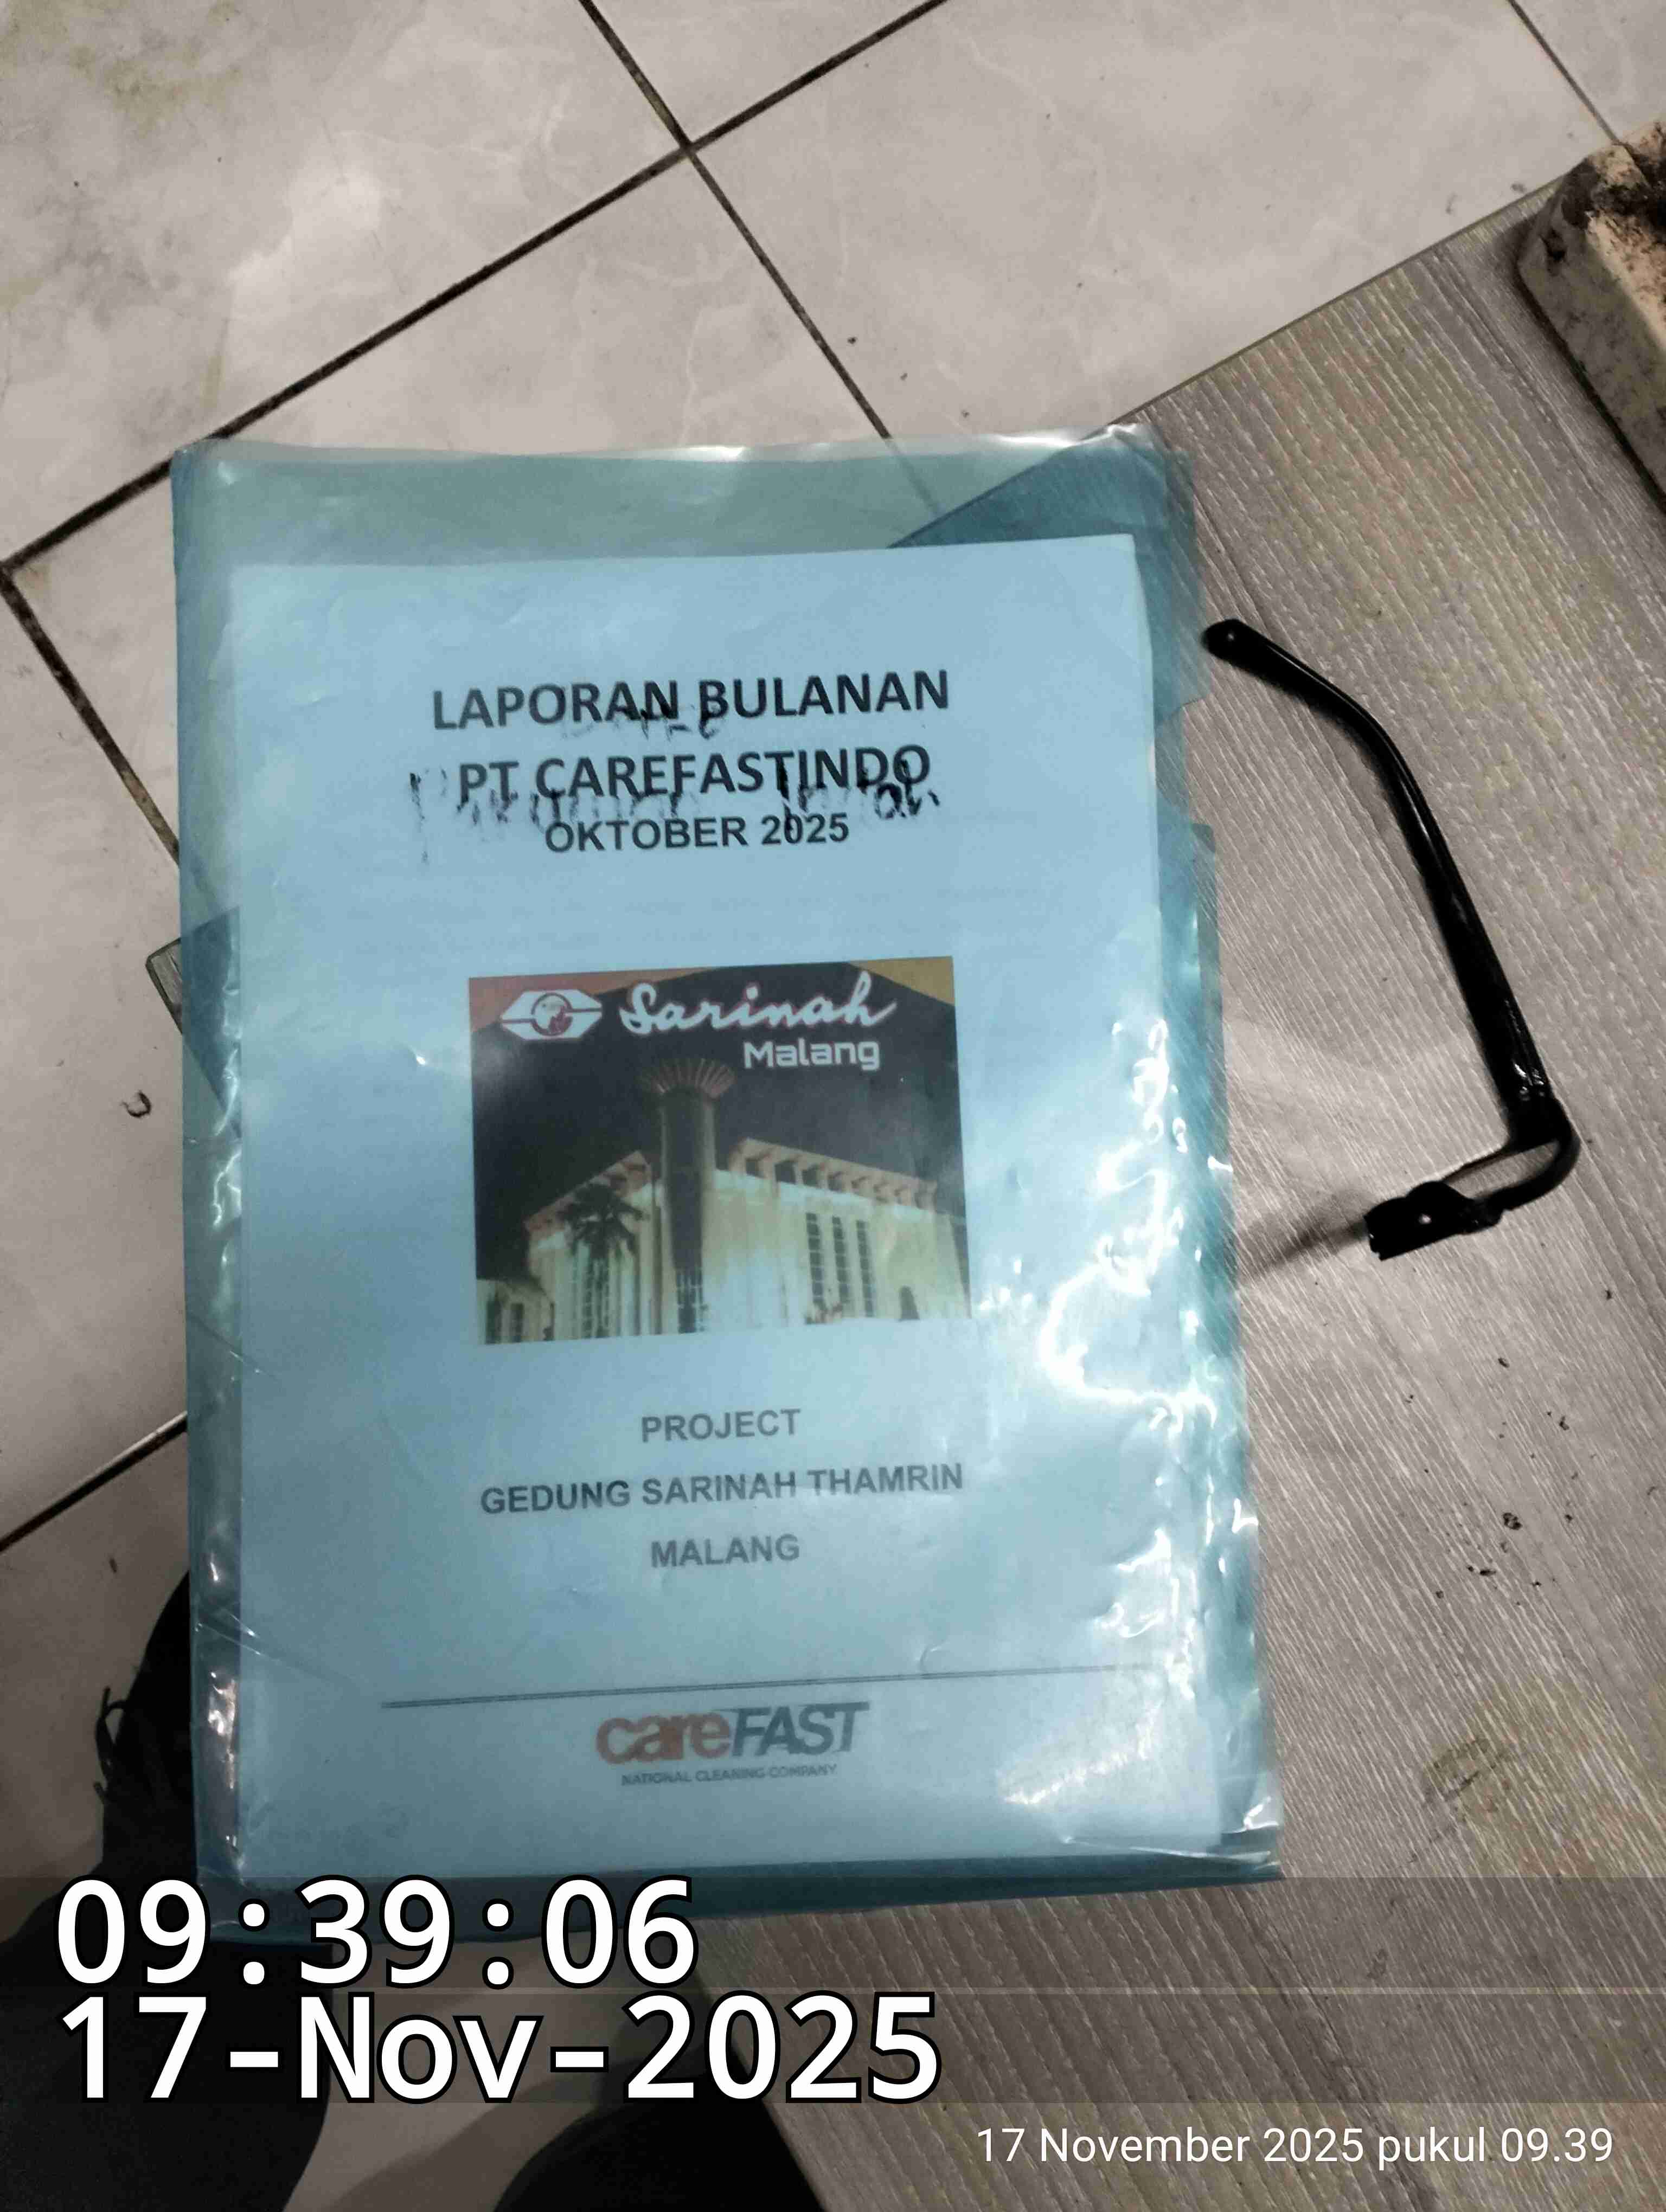 LAPORAN BULANAN
PT CAREFASTINDO
OKTOBER 2025
Sarinah
Malang
PROJECT
GEDUNG SARINAH THAMRIN
MALANG
careFAST
NATIONAL CLEANING COMPANY
09:39:06
17-Nov-2025
17 November 2025 pukul 09.39